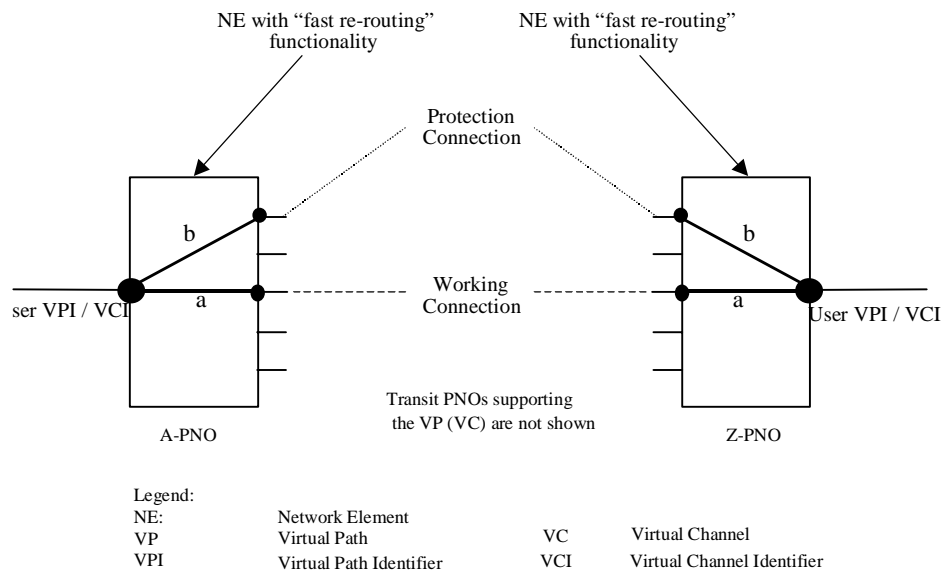 NE with “fast re-routing”
functionality
NE with “fast re-routing”
functionality
Protection
Connection
b
b
Working
Connection
a
a
ser VPI / VCI
User VPI / VCI
Transit PNOs supporting
the VP (VC) are not shown
A-PNO
Z-PNO
Legend:
NE: Network Element
VP Virtual Path VC Virtual Channel
VPI Virtual Path Identifier VCI Virtual Channel Identifier